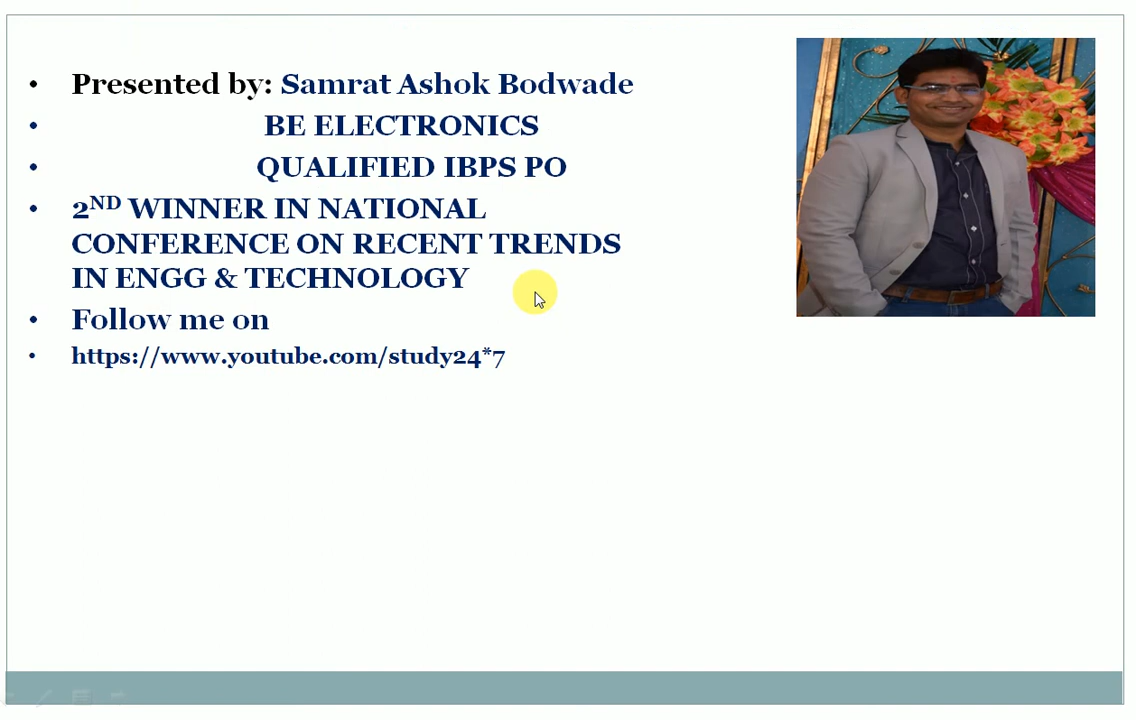 • Presented by: Samrat Ashok Bodwade
• BE ELECTRONICS
• QUALIFIED IBPS PO
• 2ND WINNER IN NATIONAL
CONFERENCE ON RECENT TRENDS
IN ENGG & TECHNOLOGY
• Follow me on
• https://www.youtube.com/study24*7